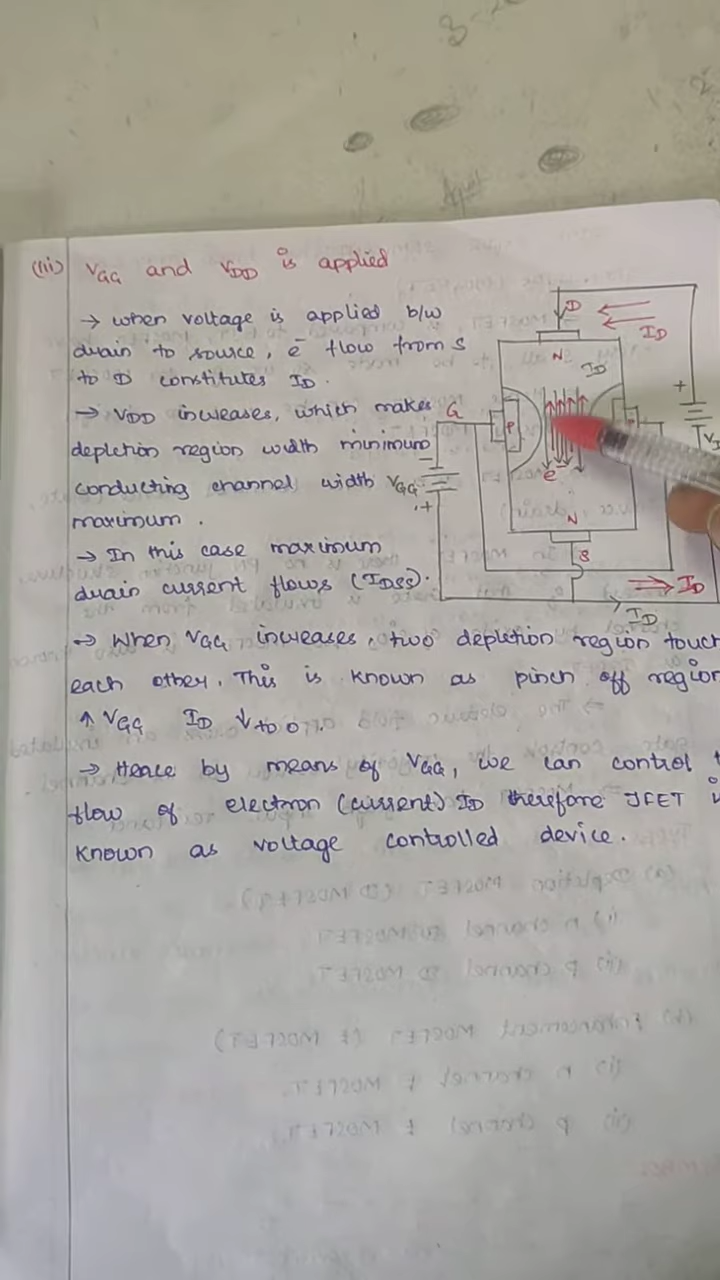 (iii) VGG and VDD is applied
→ when voltage is applied b/w
drain to source, e⁻ flow from S
to D constitutes ID.
→ VDD increases, which makes
depletion region width minimum
conducting channel width
maximum.
→ In this case maximum
drain current flows (IDSS).
→ When VGG increases, two depletion region touch
each other. This is known as pinch off region
↑ VGG ID ↓ to 0.
→ Hence by means of VGG, we can control
flow of electron (current) ID therefore JFET
known as voltage controlled device.
D
ID
N
ID
+
G
P
VGG
+
e⁻
N
S
ID
ID